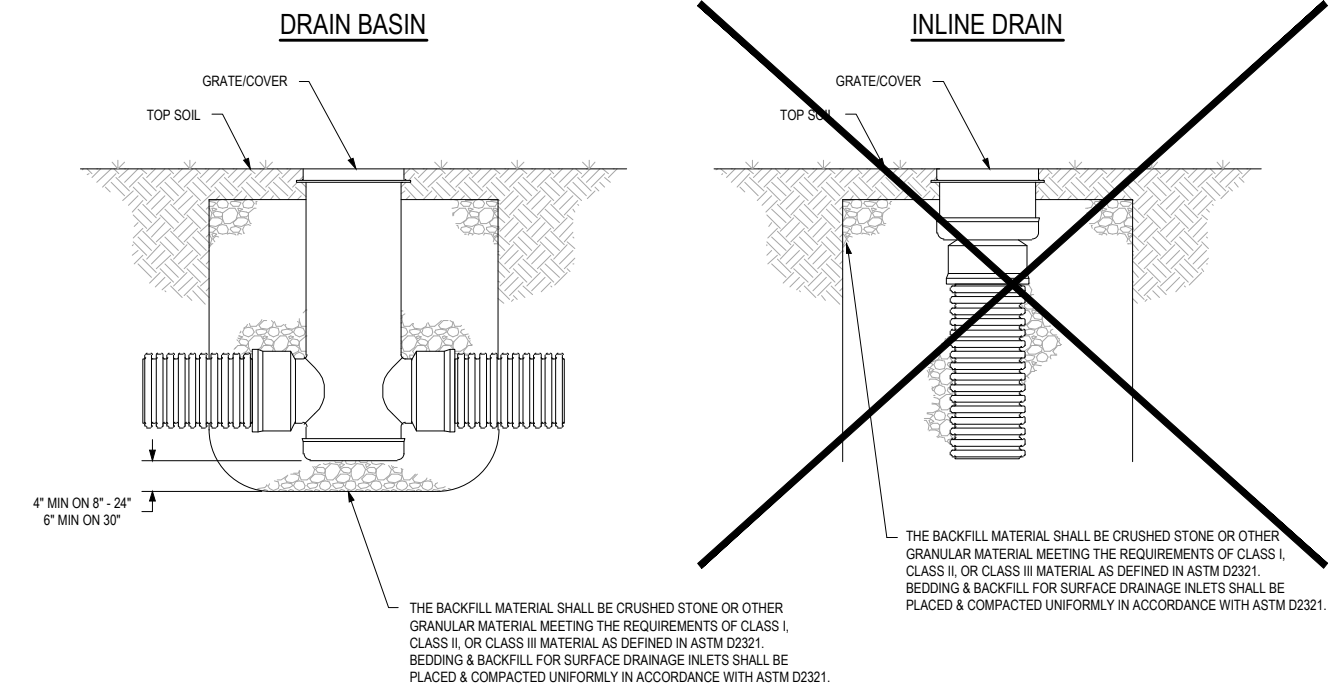 DRAIN BASIN
GRATE/COVER
TOP SOIL
4" MIN ON 8" - 24"
6" MIN ON 30"
THE BACKFILL MATERIAL SHALL BE CRUSHED STONE OR OTHER
GRANULAR MATERIAL MEETING THE REQUIREMENTS OF CLASS I,
CLASS II, OR CLASS III MATERIAL AS DEFINED IN ASTM D2321.
BEDDING & BACKFILL FOR SURFACE DRAINAGE INLETS SHALL BE
PLACED & COMPACTED UNIFORMLY IN ACCORDANCE WITH ASTM D2321.
INLINE DRAIN
GRATE/COVER
TOP SOIL
THE BACKFILL MATERIAL SHALL BE CRUSHED STONE OR OTHER
GRANULAR MATERIAL MEETING THE REQUIREMENTS OF CLASS I,
CLASS II, OR CLASS III MATERIAL AS DEFINED IN ASTM D2321.
BEDDING & BACKFILL FOR SURFACE DRAINAGE INLETS SHALL BE
PLACED & COMPACTED UNIFORMLY IN ACCORDANCE WITH ASTM D2321.